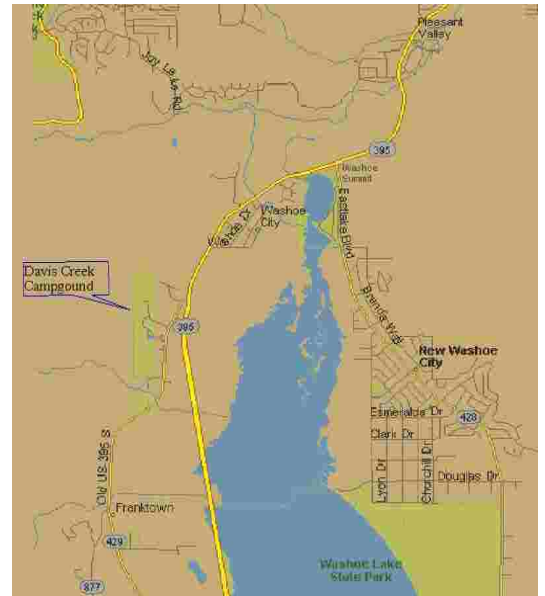 Pleasant
Valley
Joy Lake Rd
395
Washoe
Summit
Eastlake Blvd
Washoe
City
Washoe Dr
Davis Creek
Campgound
395
Brenda Way
New Washoe
City
Esmeralda Dr
428
Clark Dr
Lyon Dr
Churchill Dr
Douglas Dr
Old US-395 S
Franktown
429
877
Washoe Lake
State Park